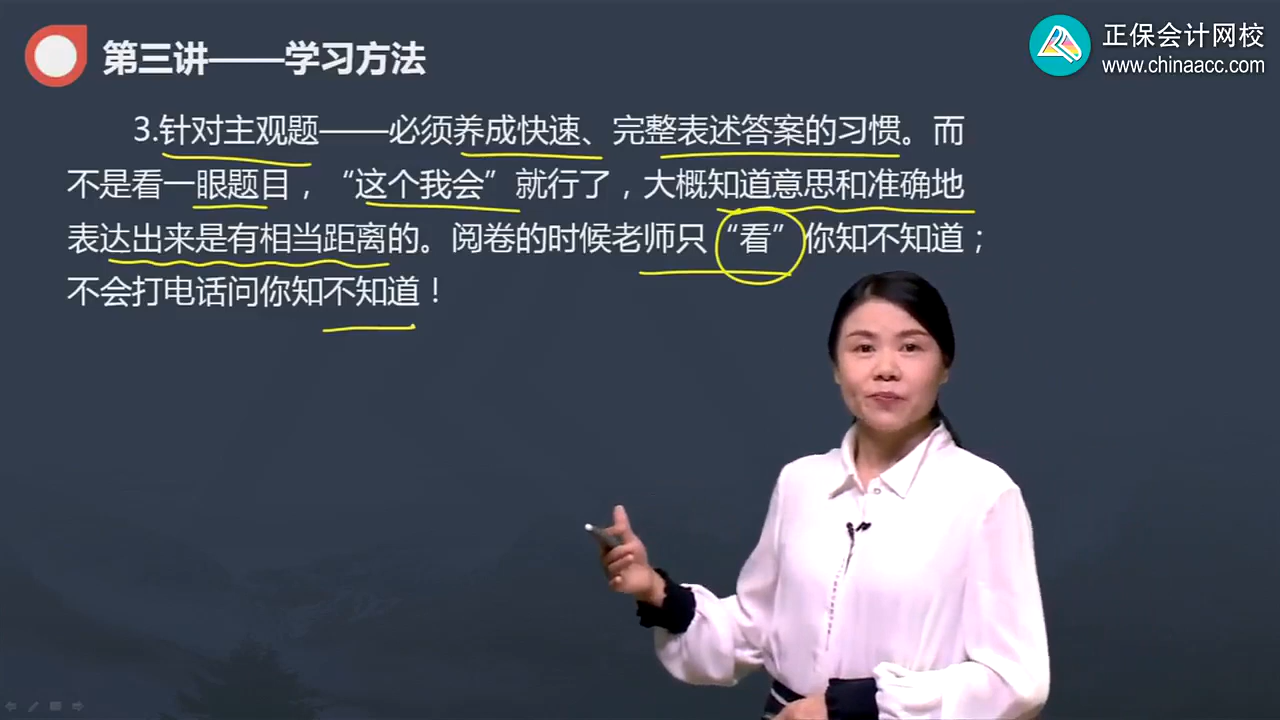 第三讲——学习方法
正保会计网校
www.chinaacc.com
3.针对主观题——必须养成快速、完整表述答案的习惯。而
不是看一眼题目，“这个我会”就行了，大概知道意思和准确地
表达出来是有相当距离的。阅卷的时候老师只“看”你知不知道；
不会打电话问你知不知道！